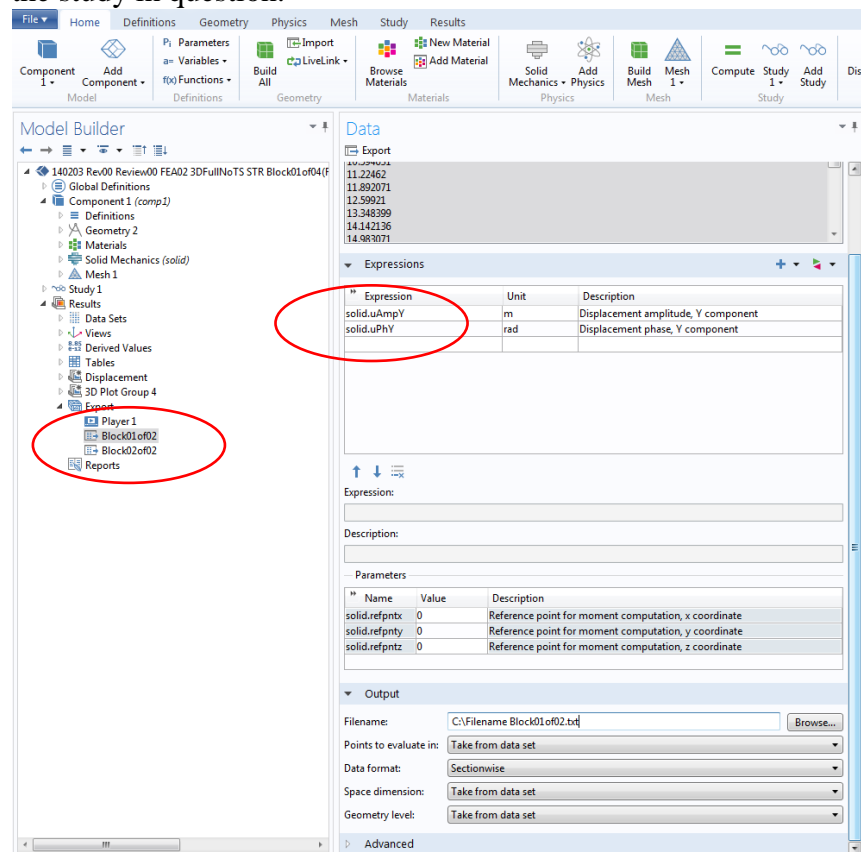 the study in question.
File Home Definitions Geometry Physics Mesh Study Results
Component 1
Add Component
Model
Pi Parameters
a= Variables
f(x) Functions
Definitions
Build All
Import
LiveLink
Geometry
Browse Materials
New Material
Add Material
Materials
Solid Mechanics
Add Physics
Physics
Build Mesh
Mesh 1
Mesh
Compute
Study 1
Add Study
Study
Dis
Model Builder
140203 Rev00 Review00 FEA02 3DFullNoTS STR Block01of04(F
Global Definitions
Component 1 (comp1)
Definitions
Geometry 2
Materials
Solid Mechanics (solid)
Mesh 1
Study 1
Results
Data Sets
Views
8.85 e-12 Derived Values
Tables
Displacement
3D Plot Group 4
Export
Player 1
Block01of02
Block02of02
Reports
Data
Export
10.594631
11.22462
11.892071
12.59921
13.348399
14.142136
14.983071
Expressions
Expression Unit Description
solid.uAmpY m Displacement amplitude, Y component
solid.uPhY rad Displacement phase, Y component
Expression:
Description:
Parameters
Name Value Description
solid.refpntx 0 Reference point for moment computation, x coordinate
solid.refpnty 0 Reference point for moment computation, y coordinate
solid.refpntz 0 Reference point for moment computation, z coordinate
Output
Filename: C:\Filename Block01of02.txt Browse...
Points to evaluate in: Take from data set
Data format: Sectionwise
Space dimension: Take from data set
Geometry level: Take from data set
Advanced